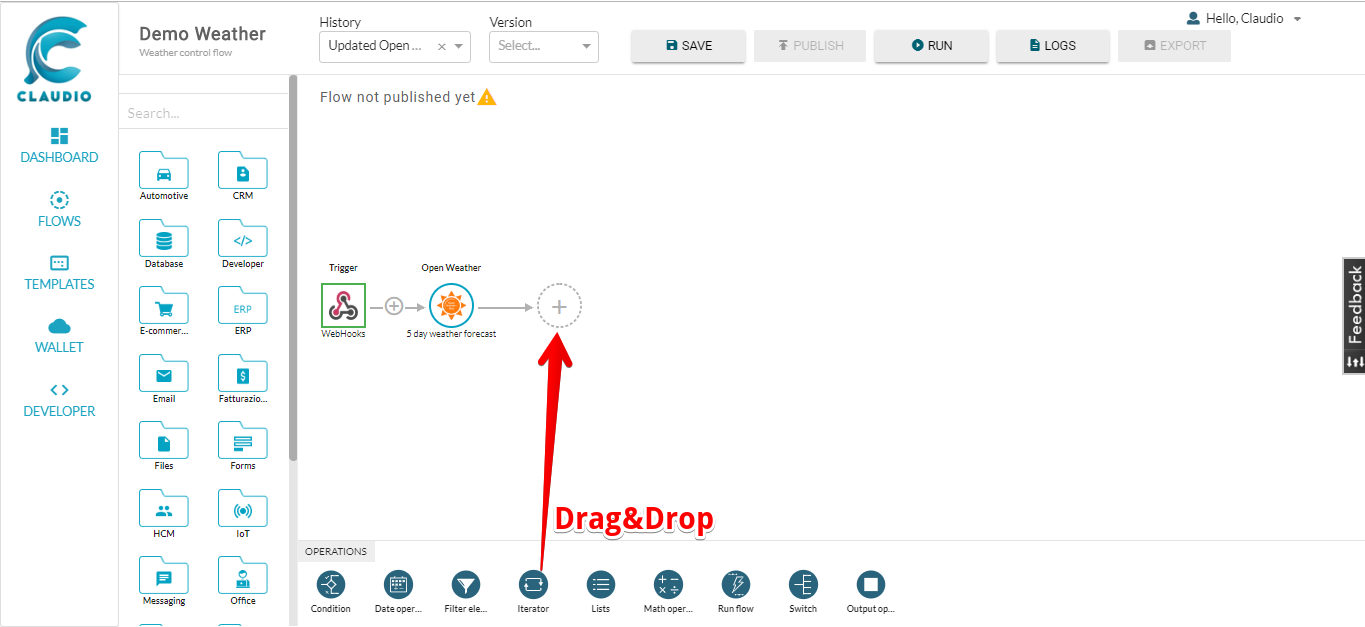 CLAUDIO
DASHBOARD
FLOWS
TEMPLATES
WALLET
DEVELOPER
Demo Weather
Weather control flow
History
Updated Open ...
Version
Select...
SAVE
PUBLISH
RUN
LOGS
EXPORT
Hello, Claudio
Search...
Automotive
CRM
Database
Developer
E-commer...
ERP
ERP
Email
Fatturazio...
Files
Forms
HCM
IoT
Messaging
Office
Flow not published yet
Trigger
WebHooks
Open Weather
5 day weather forecast
Drag&Drop
OPERATIONS
Condition
Date oper...
Filter ele...
Iterator
Lists
Math oper...
Run flow
Switch
Output op...
Feedback